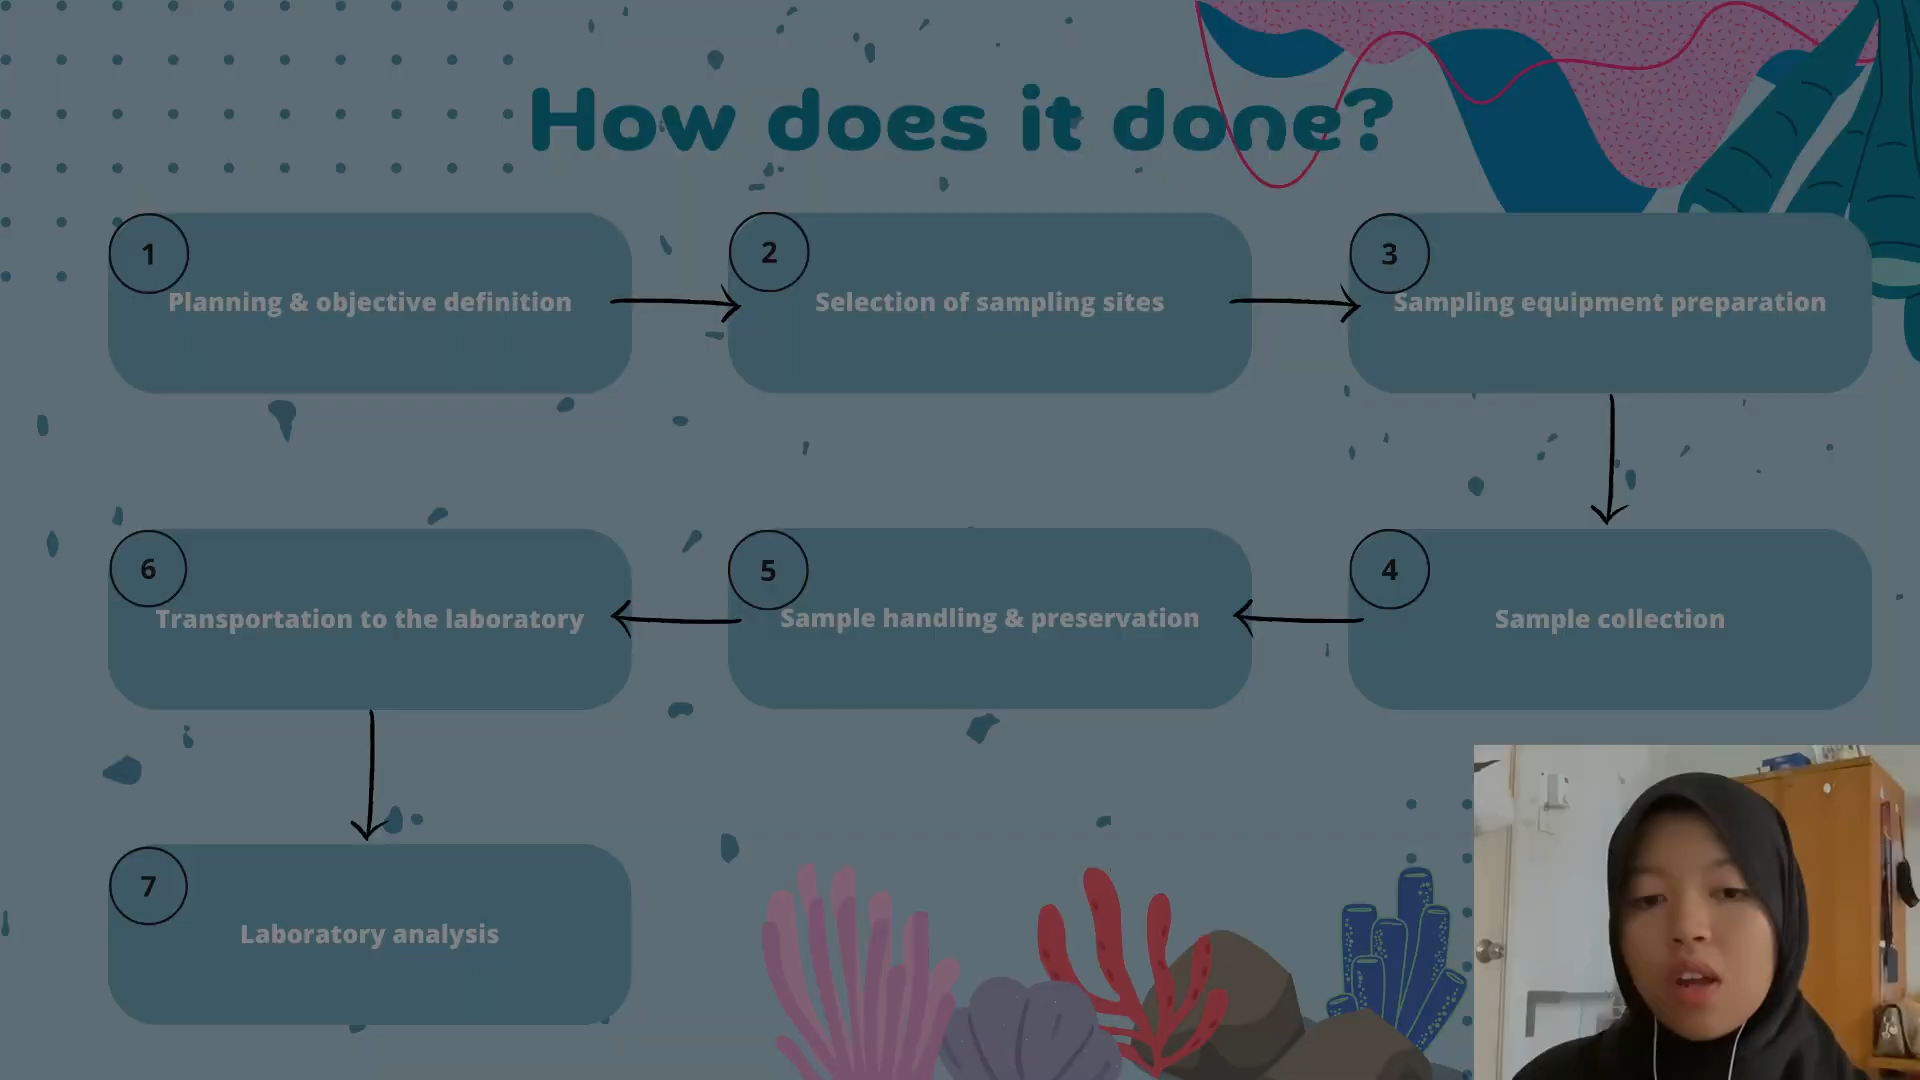 How does it done?
1
Planning & objective definition
2
Selection of sampling sites
3
Sampling equipment preparation
4
Sample collection
5
Sample handling & preservation
6
Transportation to the laboratory
7
Laboratory analysis